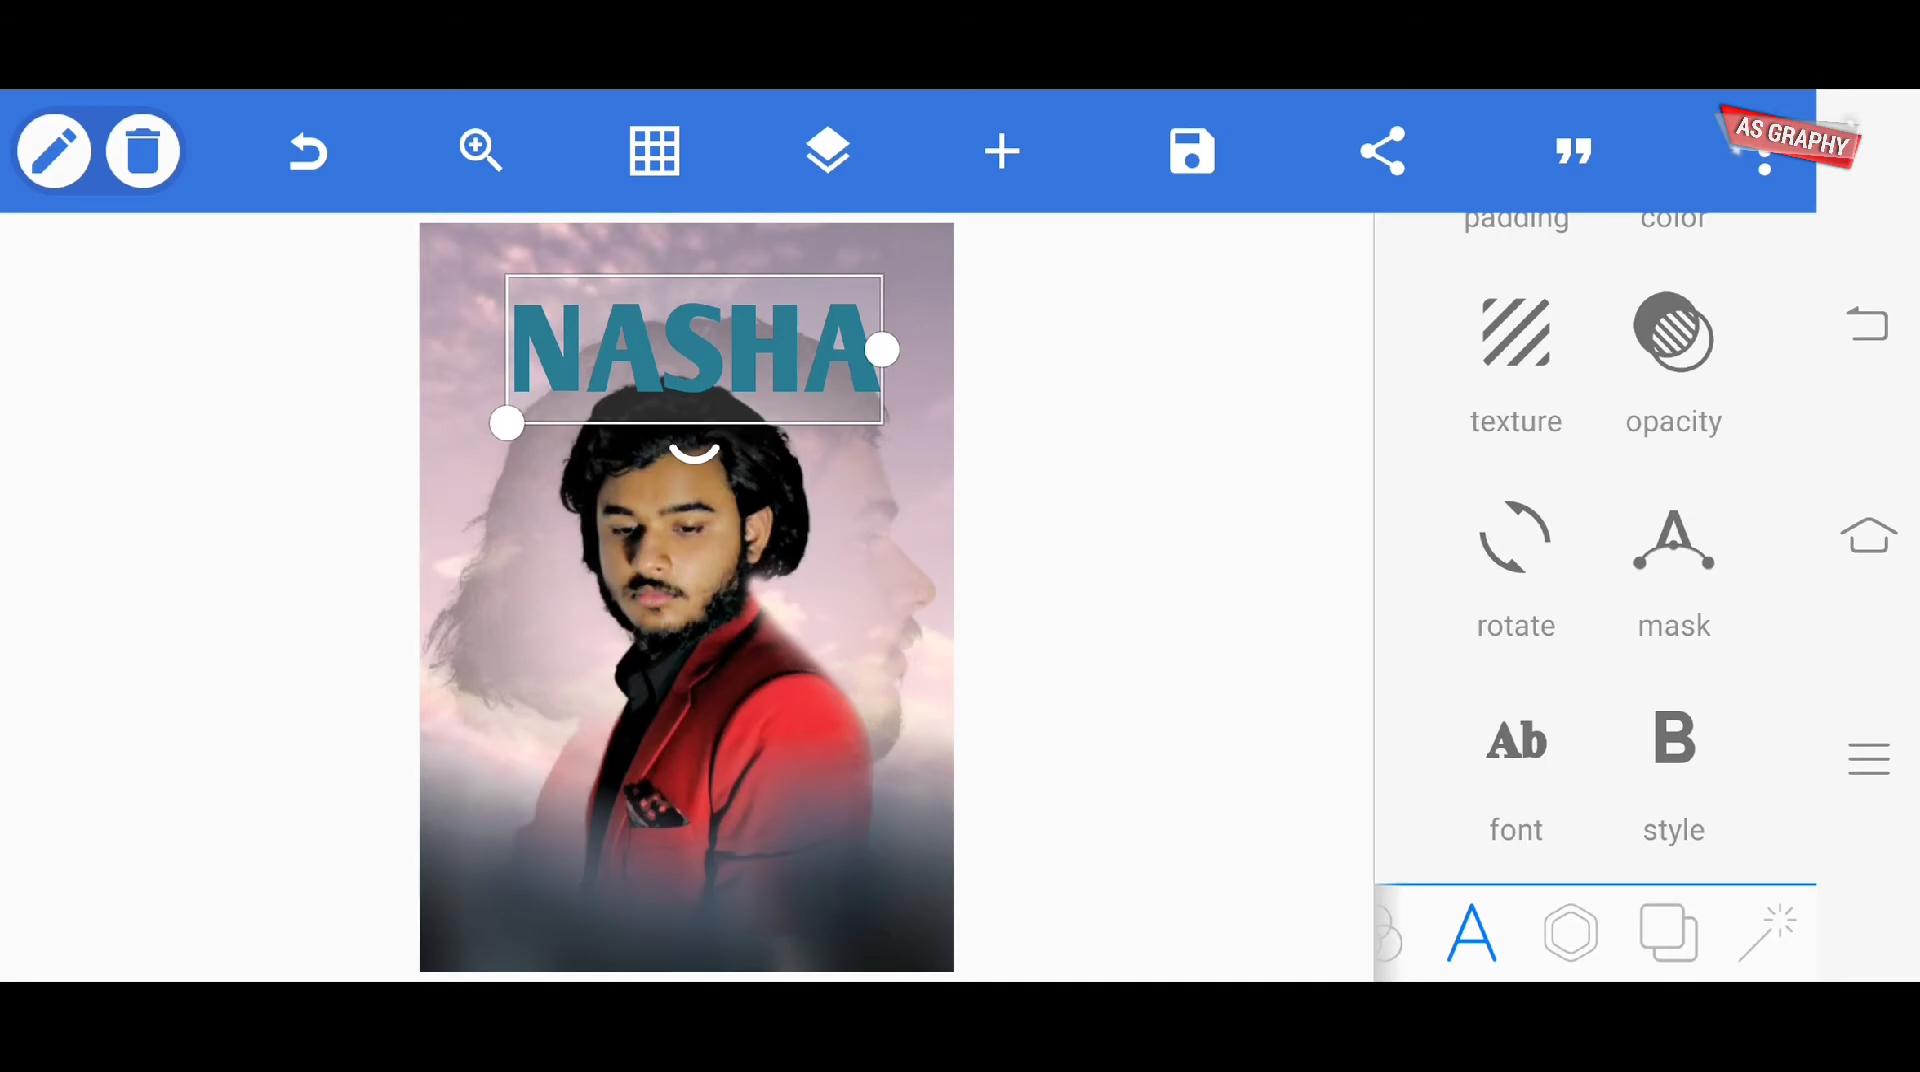 AS GRAPHY
padding color
NASHA
texture opacity
rotate mask
Ab B
font style
A